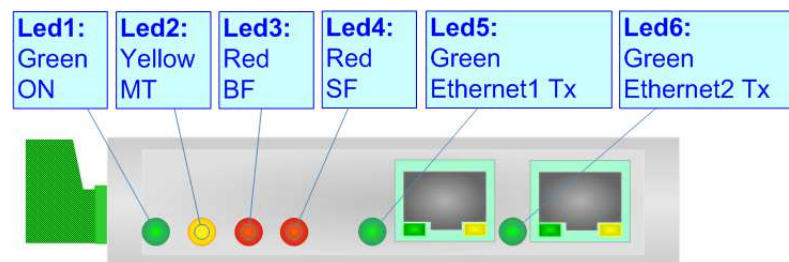 Led1:
Green
ON
Led2:
Yellow
MT
Led3:
Red
BF
Led4:
Red
SF
Led5:
Green
Ethernet1 Tx
Led6:
Green
Ethernet2 Tx